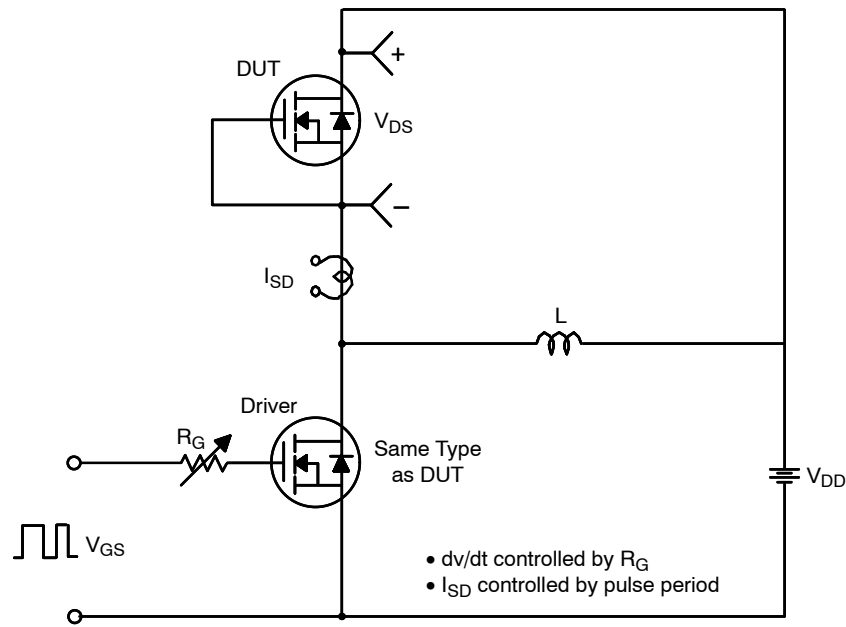 +
DUT
V_DS
−
I_SD
L
Driver
R_G
Same Type
as DUT
V_DD
V_GS
• dv/dt controlled by R_G
• I_SD controlled by pulse period